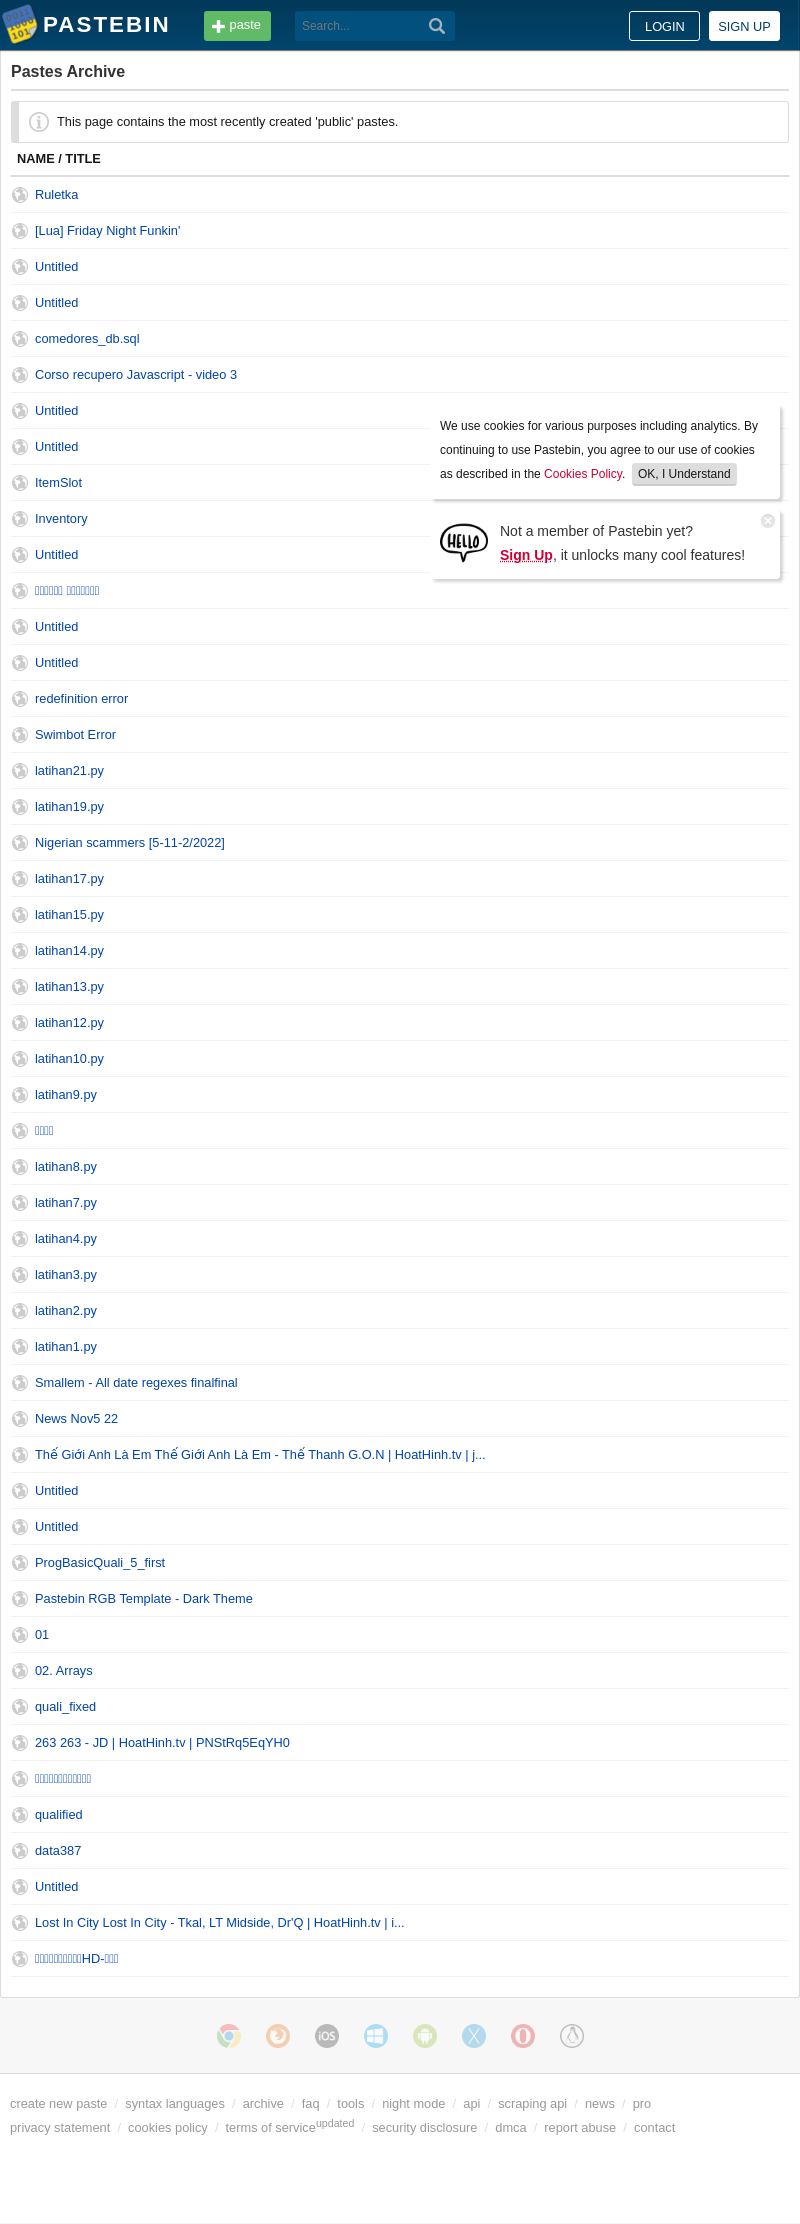 PASTEBIN
paste
Search...
LOGIN
SIGN UP
Pastes Archive
This page contains the most recently created 'public' pastes.
NAME / TITLE
Ruletka
[Lua] Friday Night Funkin'
Untitled
Untitled
comedores_db.sql
Corso recupero Javascript - video 3
Untitled
Untitled
ItemSlot
Inventory
Untitled
Untitled
Untitled
redefinition error
Swimbot Error
latihan21.py
latihan19.py
Nigerian scammers [5-11-2/2022]
latihan17.py
latihan15.py
latihan14.py
latihan13.py
latihan12.py
latihan10.py
latihan9.py
latihan8.py
latihan7.py
latihan4.py
latihan3.py
latihan2.py
latihan1.py
Smallem - All date regexes finalfinal
News Nov5 22
Thế Giới Anh Là Em Thế Giới Anh Là Em - Thế Thanh G.O.N | HoatHinh.tv | j...
Untitled
Untitled
ProgBasicQuali_5_first
Pastebin RGB Template - Dark Theme
01
02. Arrays
quali_fixed
263 263 - JD | HoatHinh.tv | PNStRq5EqYH0
qualified
data387
Untitled
Lost In City Lost In City - Tkal, LT Midside, Dr'Q | HoatHinh.tv | i...
HD-
We use cookies for various purposes including analytics. By
continuing to use Pastebin, you agree to our use of cookies
as described in the Cookies Policy. OK, I Understand
HELLO
Not a member of Pastebin yet?
Sign Up, it unlocks many cool features!
iOS
create new paste / syntax languages / archive / faq / tools / night mode / api / scraping api / news / pro
privacy statement / cookies policy / terms of serviceupdated / security disclosure / dmca / report abuse / contact